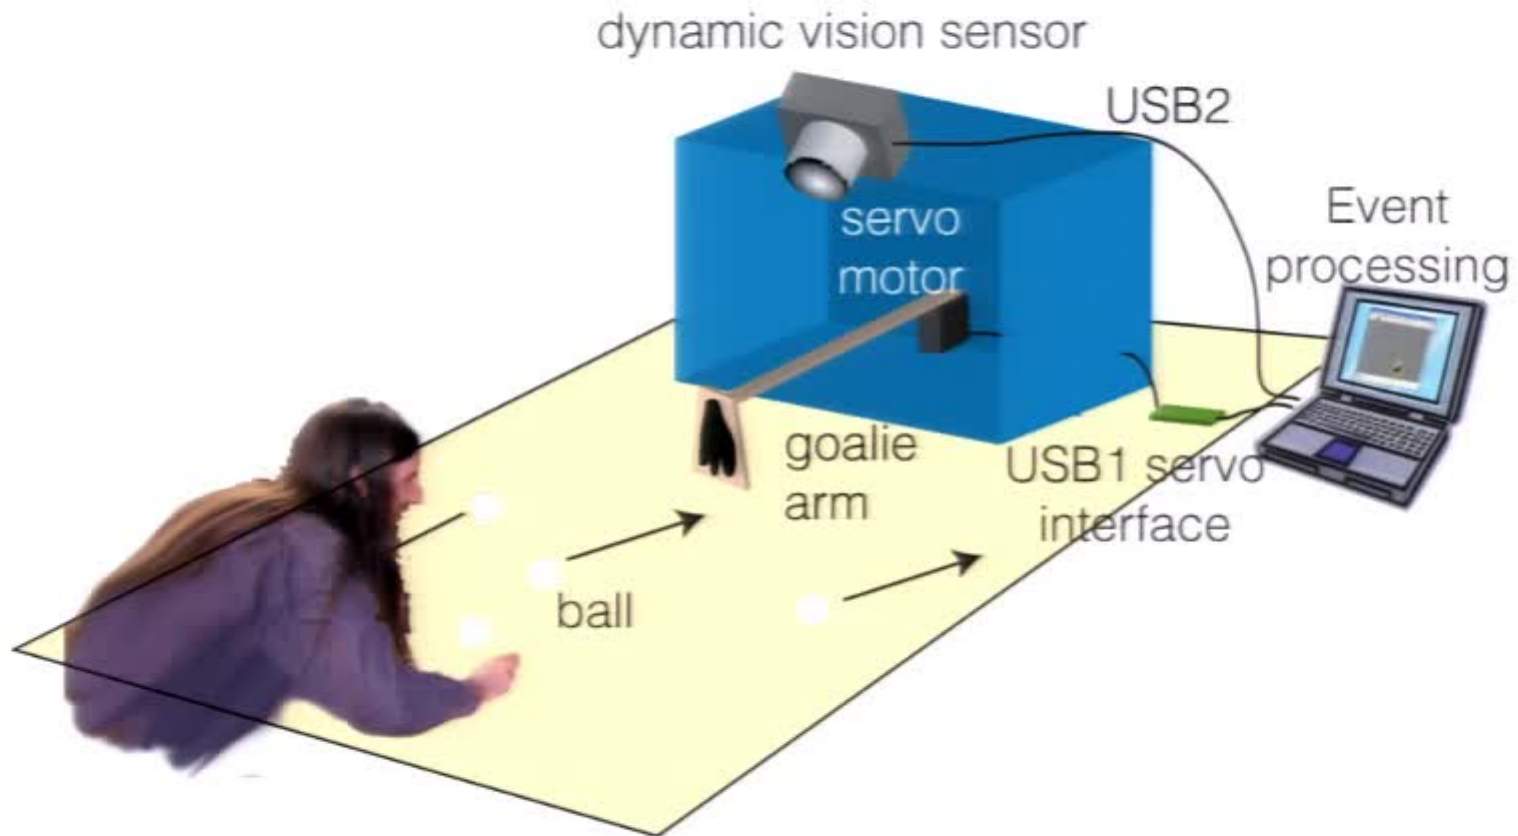 dynamic vision sensor
USB2
servo
motor
Event
processing
goalie
arm
USB1 servo
interface
ball